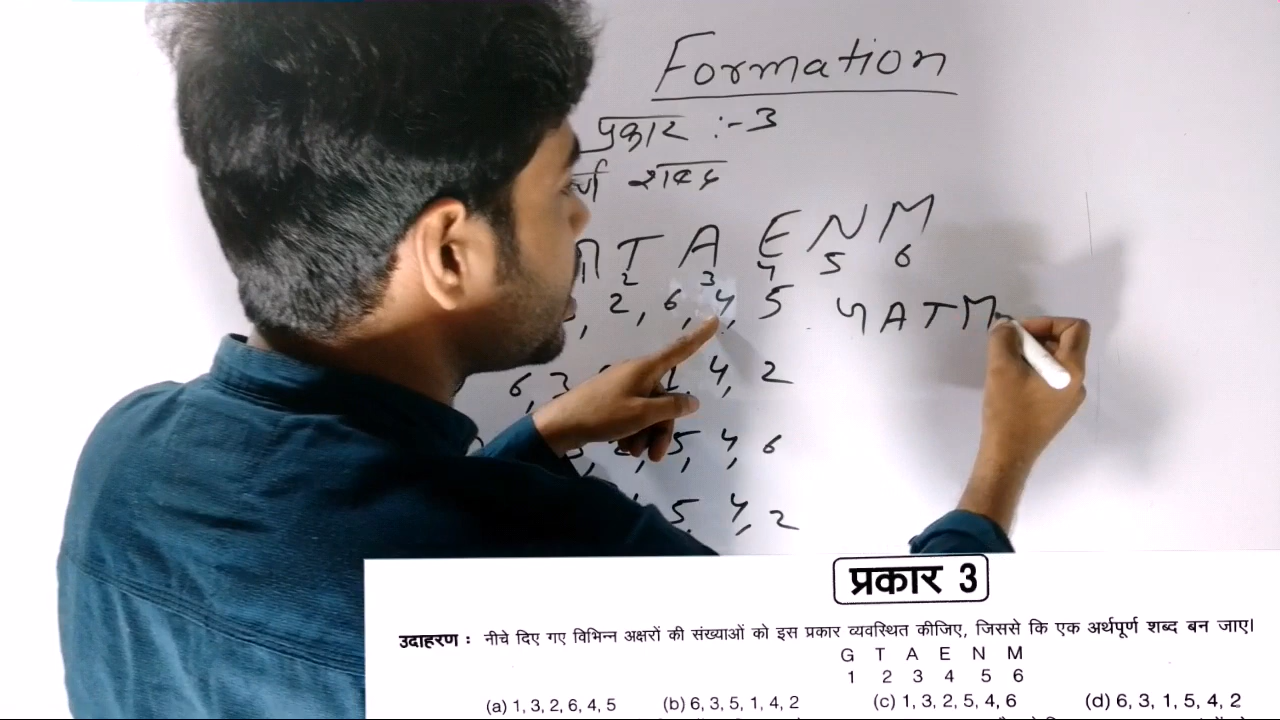 Formation
प्रकार :- 3
शब्द
T A E N M
2 3 4 5 6
2, 6, 4, 5 GATM
6, 3, 1, 4, 2
2, 5, 4, 6
5, 4, 2
प्रकार 3
उदाहरण : नीचे दिए गए विभिन्न अक्षरों की संख्याओं को इस प्रकार व्यवस्थित कीजिए, जिससे कि एक अर्थपूर्ण शब्द बन जाए।
G T A E N M
1 2 3 4 5 6
(a) 1, 3, 2, 6, 4, 5 (b) 6, 3, 5, 1, 4, 2 (c) 1, 3, 2, 5, 4, 6 (d) 6, 3, 1, 5, 4, 2